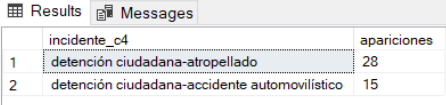 Results Messages
incidente_c4 apariciones
1 detención ciudadana-atropellado 28
2 detención ciudadana-accidente automovilístico 15